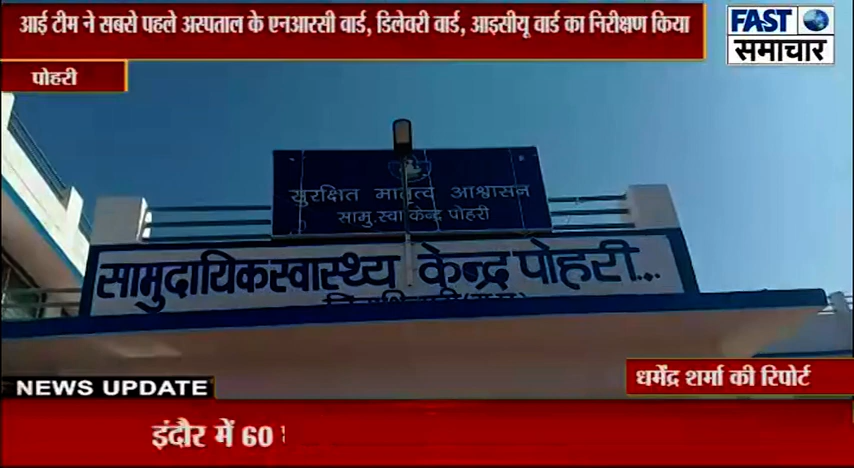 आई टीम ने सबसे पहले अस्पताल के एनआरसी वार्ड, डिलेवरी वार्ड, आइसीयू वार्ड का निरीक्षण किया
FAST
समाचार
पोहरी
सुरक्षित मातृत्व आश्वासन
सामु.स्वा.केन्द्र पोहरी
सामुदायिकस्वास्थ्य केन्द्र पोहरी...
धर्मेंद्र शर्मा की रिपोर्ट
NEWS UPDATE
इंदौर में 60